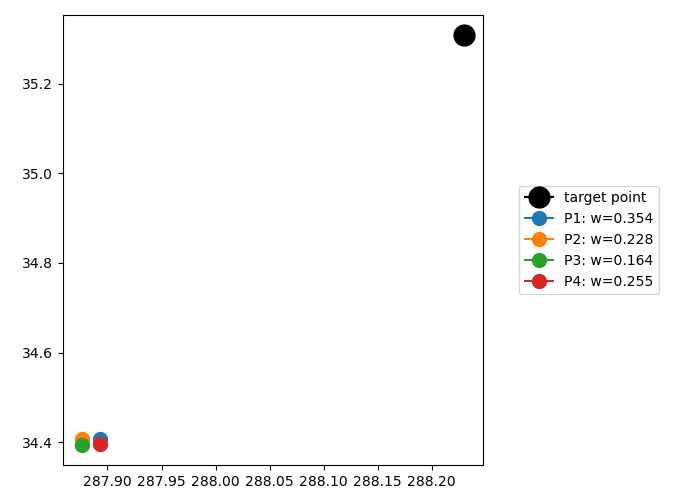 35.2
35.0
34.8
34.6
34.4
287.90 287.95 288.00 288.05 288.10 288.15 288.20
target point
P1: w=0.354
P2: w=0.228
P3: w=0.164
P4: w=0.255